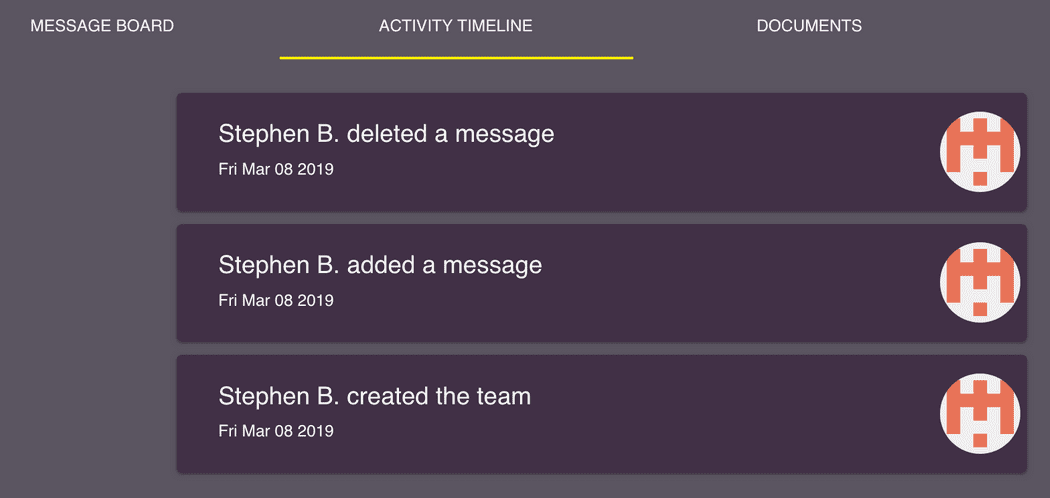 MESSAGE BOARD ACTIVITY TIMELINE DOCUMENTS
Stephen B. deleted a message
Fri Mar 08 2019
Stephen B. added a message
Fri Mar 08 2019
Stephen B. created the team
Fri Mar 08 2019